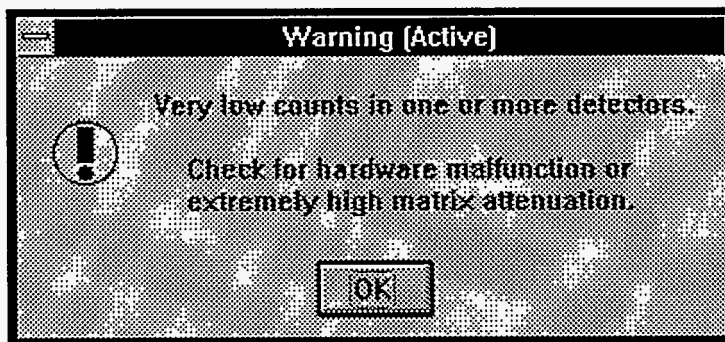 Warning (Active)
Very low counts in one or more detectors.
Check for hardware malfunction or
extremely high matrix attenuation.
OK